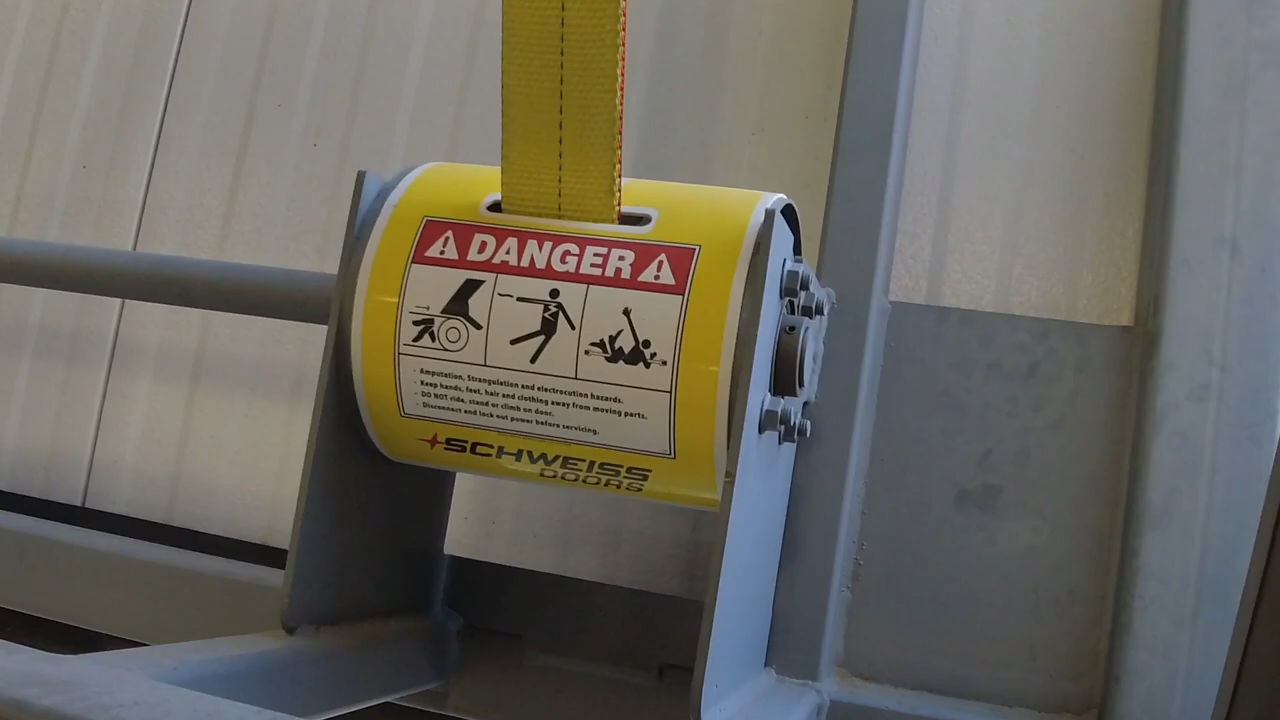 DANGER
- Amputation, Strangulation and electrocution hazards.
- Keep hands, feet, hair and clothing away from moving parts.
- DO NOT ride, stand or climb on door.
- Disconnect and lock out power before servicing.
SCHWEISS
DOORS